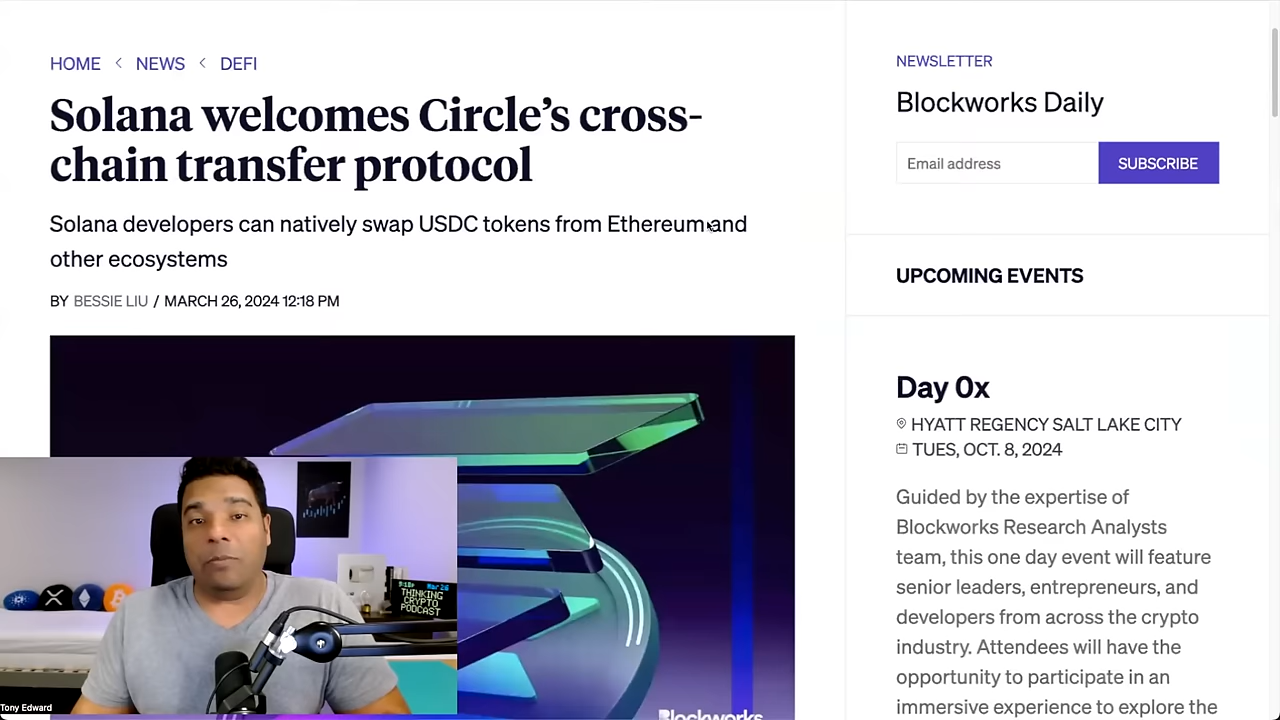 HOME < NEWS < DEFI
Solana welcomes Circle’s cross-
chain transfer protocol
Solana developers can natively swap USDC tokens from Ethereum and
other ecosystems
BY BESSIE LIU / MARCH 26, 2024 12:18 PM
Blockworks
THINKING
CRYPTO
PODCAST
Tony Edward
NEWSLETTER
Blockworks Daily
Email address
SUBSCRIBE
UPCOMING EVENTS
Day 0x
HYATT REGENCY SALT LAKE CITY
TUES, OCT. 8, 2024
Guided by the expertise of
Blockworks Research Analysts
team, this one day event will feature
senior leaders, entrepreneurs, and
developers from across the crypto
industry. Attendees will have the
opportunity to participate in an
immersive experience to explore the